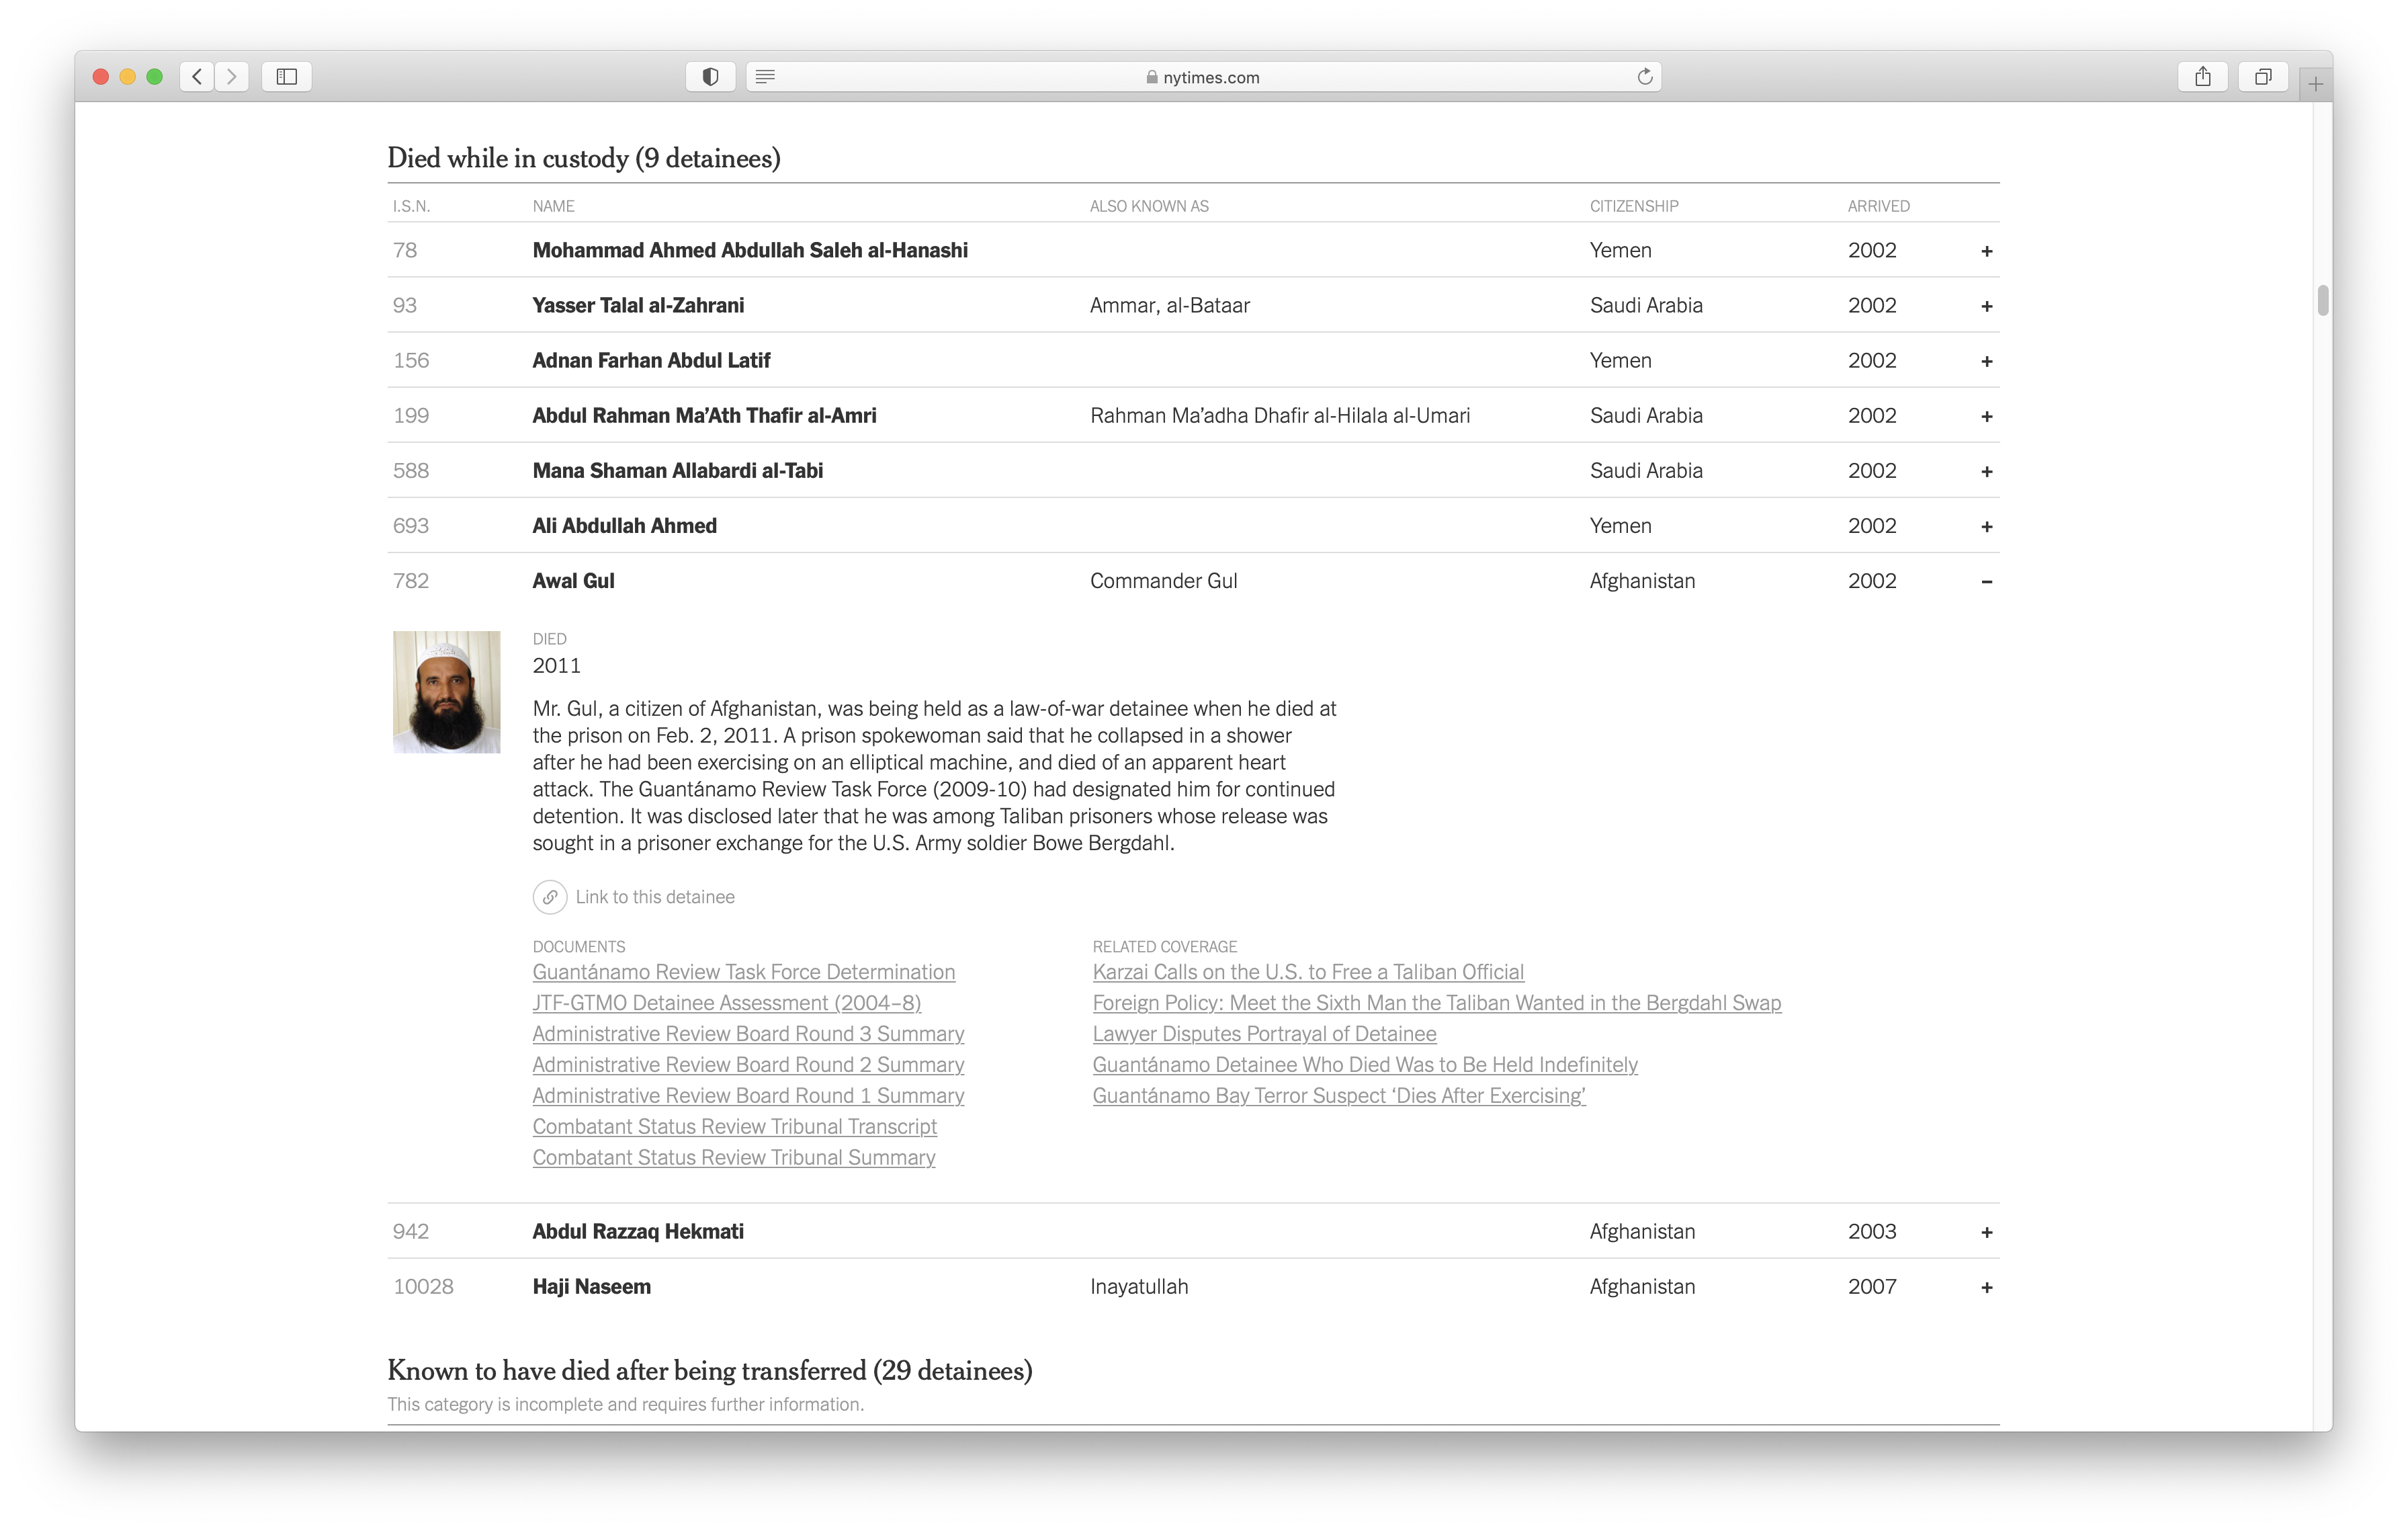 nytimes.com
Died while in custody (9 detainees)
I.S.N. NAME ALSO KNOWN AS CITIZENSHIP ARRIVED
78 Mohammad Ahmed Abdullah Saleh al-Hanashi Yemen 2002 +
93 Yasser Talal al-Zahrani Ammar, al-Bataar Saudi Arabia 2002 +
156 Adnan Farhan Abdul Latif Yemen 2002 +
199 Abdul Rahman Ma’Ath Thafir al-Amri Rahman Ma’adha Dhafir al-Hilala al-Umari Saudi Arabia 2002 +
588 Mana Shaman Allabardi al-Tabi Saudi Arabia 2002 +
693 Ali Abdullah Ahmed Yemen 2002 +
782 Awal Gul Commander Gul Afghanistan 2002 –
DIED
2011
Mr. Gul, a citizen of Afghanistan, was being held as a law-of-war detainee when he died at
the prison on Feb. 2, 2011. A prison spokewoman said that he collapsed in a shower
after he had been exercising on an elliptical machine, and died of an apparent heart
attack. The Guantánamo Review Task Force (2009-10) had designated him for continued
detention. It was disclosed later that he was among Taliban prisoners whose release was
sought in a prisoner exchange for the U.S. Army soldier Bowe Bergdahl.
Link to this detainee
DOCUMENTS
Guantánamo Review Task Force Determination
JTF-GTMO Detainee Assessment (2004–8)
Administrative Review Board Round 3 Summary
Administrative Review Board Round 2 Summary
Administrative Review Board Round 1 Summary
Combatant Status Review Tribunal Transcript
Combatant Status Review Tribunal Summary
RELATED COVERAGE
Karzai Calls on the U.S. to Free a Taliban Official
Foreign Policy: Meet the Sixth Man the Taliban Wanted in the Bergdahl Swap
Lawyer Disputes Portrayal of Detainee
Guantánamo Detainee Who Died Was to Be Held Indefinitely
Guantánamo Bay Terror Suspect ‘Dies After Exercising’
942 Abdul Razzaq Hekmati Afghanistan 2003 +
10028 Haji Naseem Inayatullah Afghanistan 2007 +
Known to have died after being transferred (29 detainees)
This category is incomplete and requires further information.